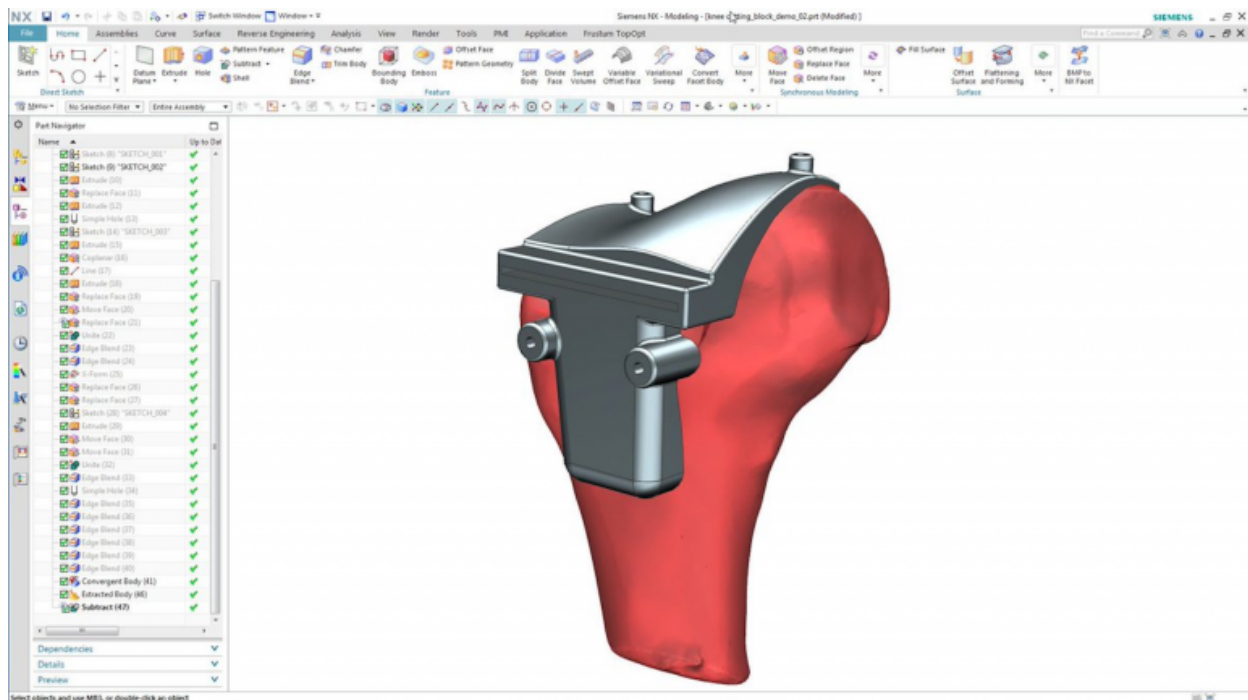 NX Switch Window Window Siemens NX - Modeling - [knee cutting_block_demo_02.prt (Modified) ] SIEMENS
File Home Assemblies Curve Surface Reverse Engineering Analysis View Render Tools PMI Application Frustum TopOpt Find a Command
Sketch
Direct Sketch
Datum Plane
Extrude
Hole
Pattern Feature
Subtract
Shell
Edge Blend
Chamfer
Trim Body
Bounding Body
Emboss
Offset Face
Pattern Geometry
Split Body
Divide Face
Swept Volume
Variable Offset Face
Variational Sweep
Convert Facet Body
More
Feature
Move Face
Offset Region
Replace Face
Delete Face
More
Synchronous Modeling
Fill Surface
Offset Surface
Flattening and Forming
More
Surface
BMP to NX Facet
Menu No Selection Filter Entire Assembly
Part Navigator
Name Up to Dat
Sketch (8) "SKETCH_001"
Sketch (9) "SKETCH_002"
Extrude (10)
Replace Face (11)
Extrude (12)
Simple Hole (13)
Sketch (14) "SKETCH_003"
Extrude (15)
Coplanar (16)
Line (17)
Extrude (18)
Replace Face (19)
Move Face (20)
Replace Face (21)
Unite (22)
Edge Blend (23)
Edge Blend (24)
X-Form (25)
Replace Face (26)
Replace Face (27)
Sketch (28) "SKETCH_004"
Extrude (29)
Move Face (30)
Move Face (31)
Unite (32)
Edge Blend (33)
Simple Hole (34)
Edge Blend (35)
Edge Blend (36)
Edge Blend (37)
Edge Blend (38)
Edge Blend (39)
Edge Blend (40)
Convergent Body (41)
Extracted Body (46)
Subtract (47)
Dependencies
Details
Preview
Select objects and use MB3, or double-click an object